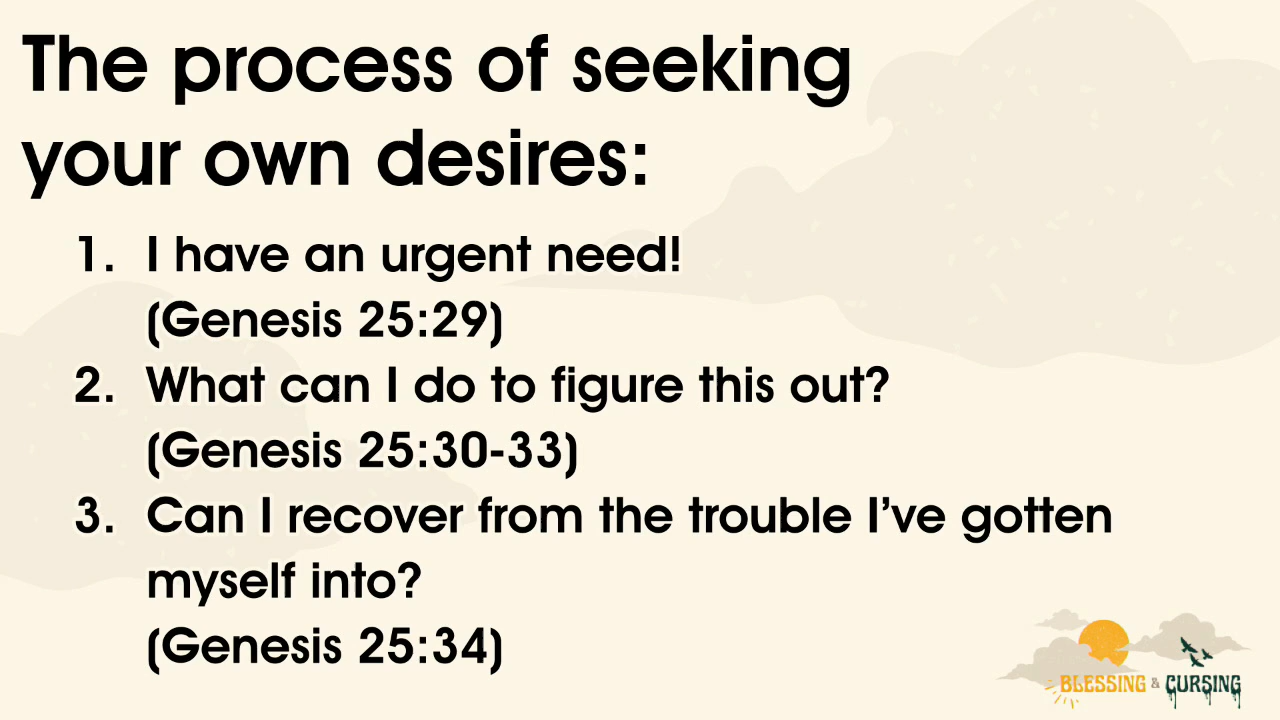 The process of seeking
your own desires:
1. I have an urgent need!
(Genesis 25:29)
2. What can I do to figure this out?
(Genesis 25:30-33)
3. Can I recover from the trouble I’ve gotten
myself into?
(Genesis 25:34)
BLESSING & CURSING